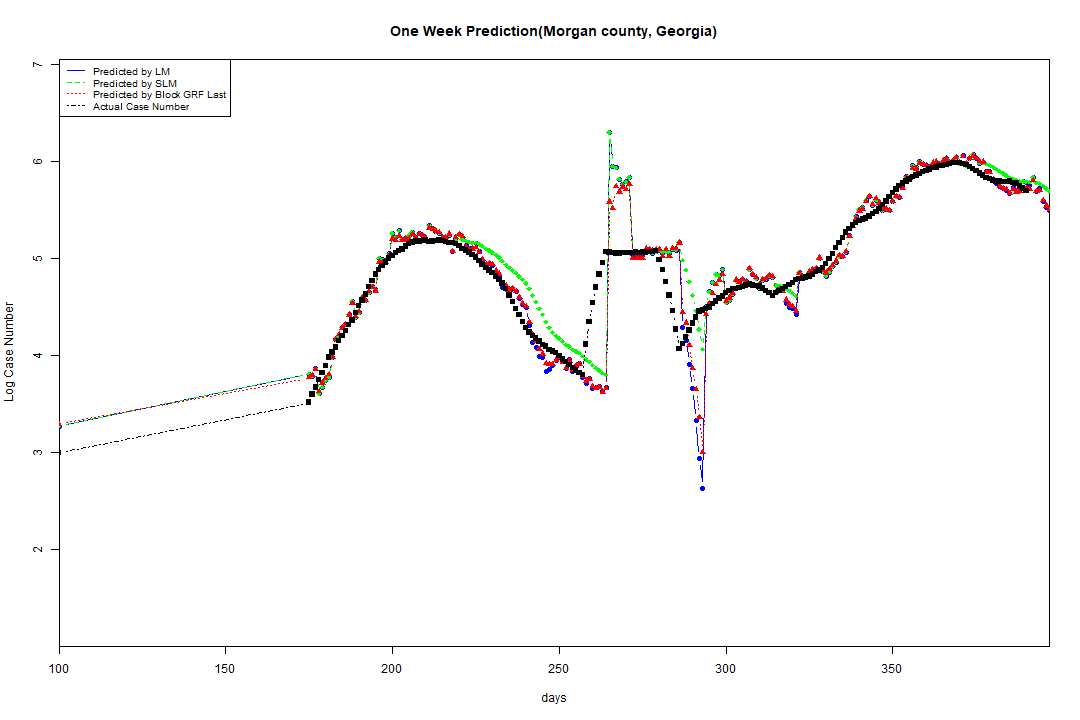 One Week Prediction(Morgan county, Georgia)
Predicted by LM
Predicted by SLM
Predicted by Block GRF Last
Actual Case Number
7
6
5
4
3
2
Log Case Number
100 150 200 250 300 350
days